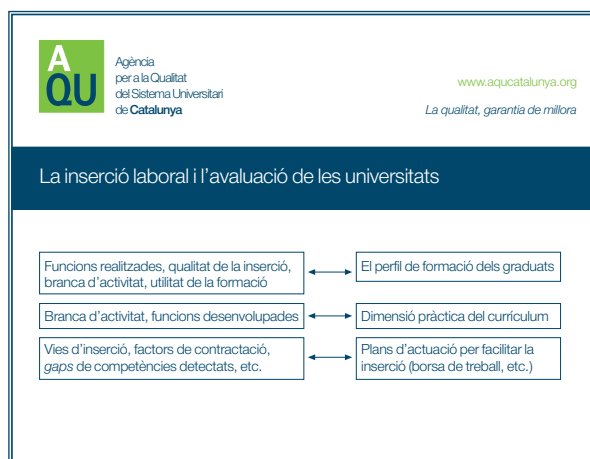 A
QU
Agència
per a la Qualitat
del Sistema Universitari
de Catalunya
www.aqucatalunya.org
La qualitat, garantia de millora
La inserció laboral i l'avaluació de les universitats
Funcions realitzades, qualitat de la inserció,
branca d'activitat, utilitat de la formació
El perfil de formació dels graduats
Branca d'activitat, funcions desenvolupades
Dimensió pràctica del currículum
Vies d'inserció, factors de contractació,
gaps de competències detectats, etc.
Plans d'actuació per facilitar la
inserció (borsa de treball, etc.)